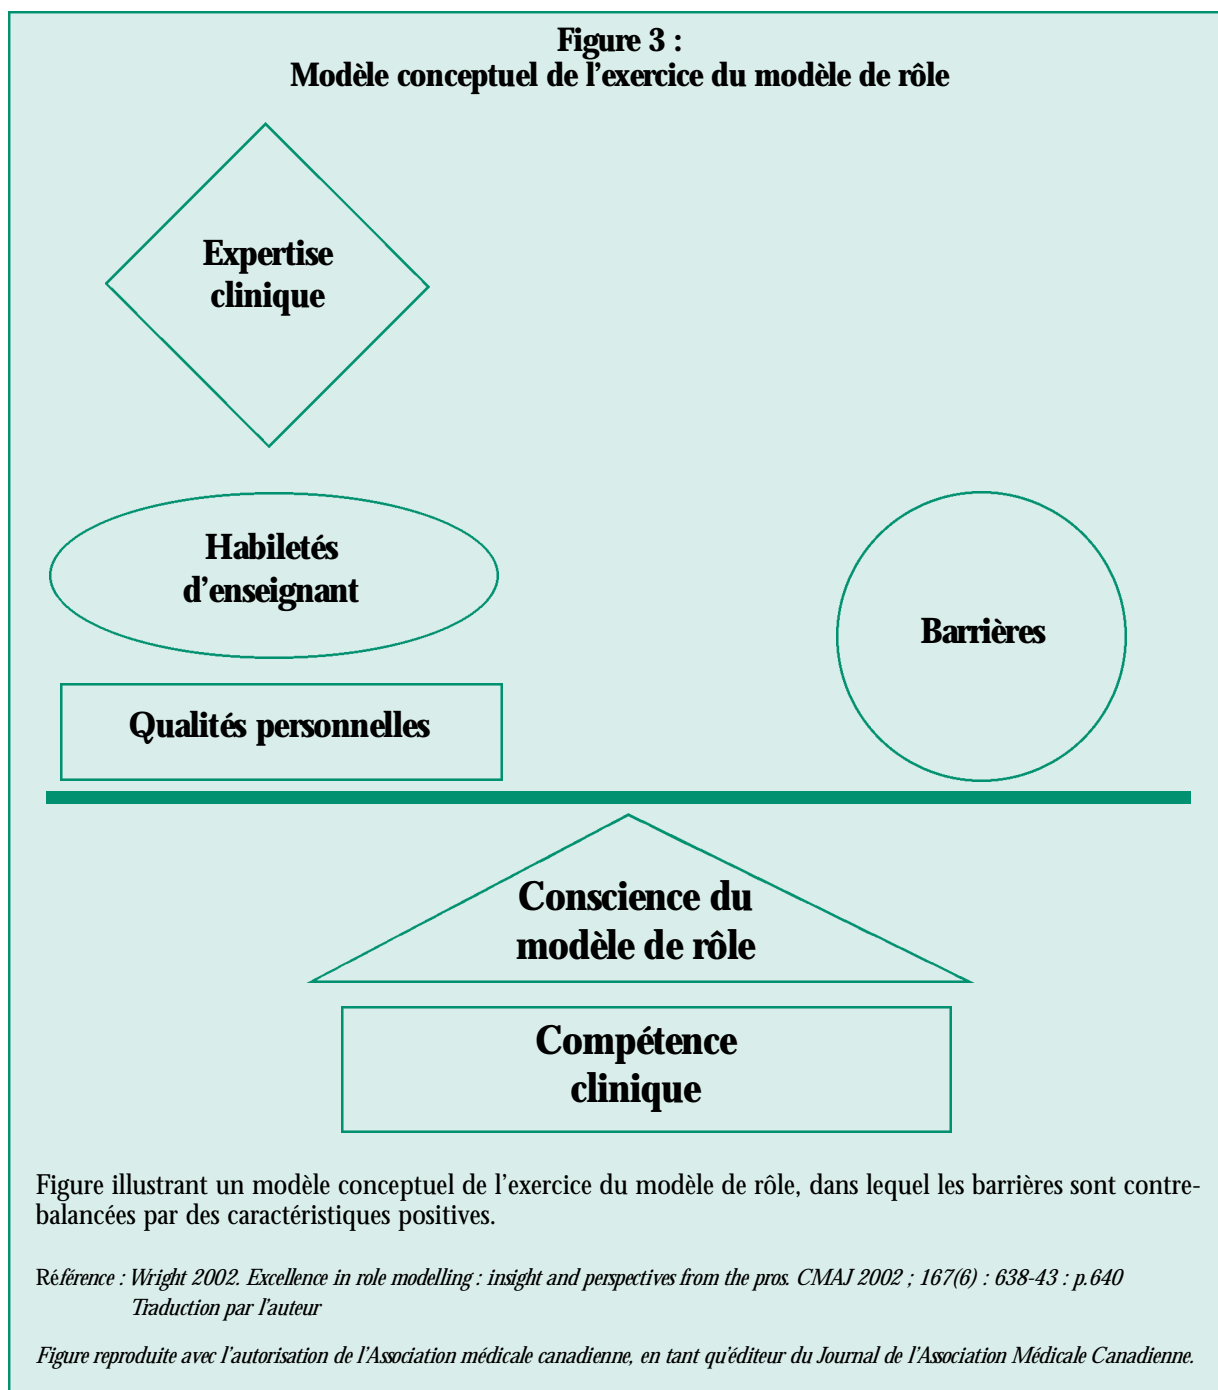 Figure 3 :
Modèle conceptuel de l’exercice du modèle de rôle
Expertise
clinique
Habiletés
d’enseignant
Qualités personnelles
Barrières
Conscience du
modèle de rôle
Compétence
clinique
Figure illustrant un modèle conceptuel de l’exercice du modèle de rôle, dans lequel les barrières sont contre-
balancées par des caractéristiques positives.
Référence : Wright 2002. Excellence in role modelling : insight and perspectives from the pros. CMAJ 2002 ; 167(6) : 638-43 : p.640
Traduction par l’auteur
Figure reproduite avec l’autorisation de l’Association médicale canadienne, en tant qu’éditeur du Journal de l’Association Médicale Canadienne.